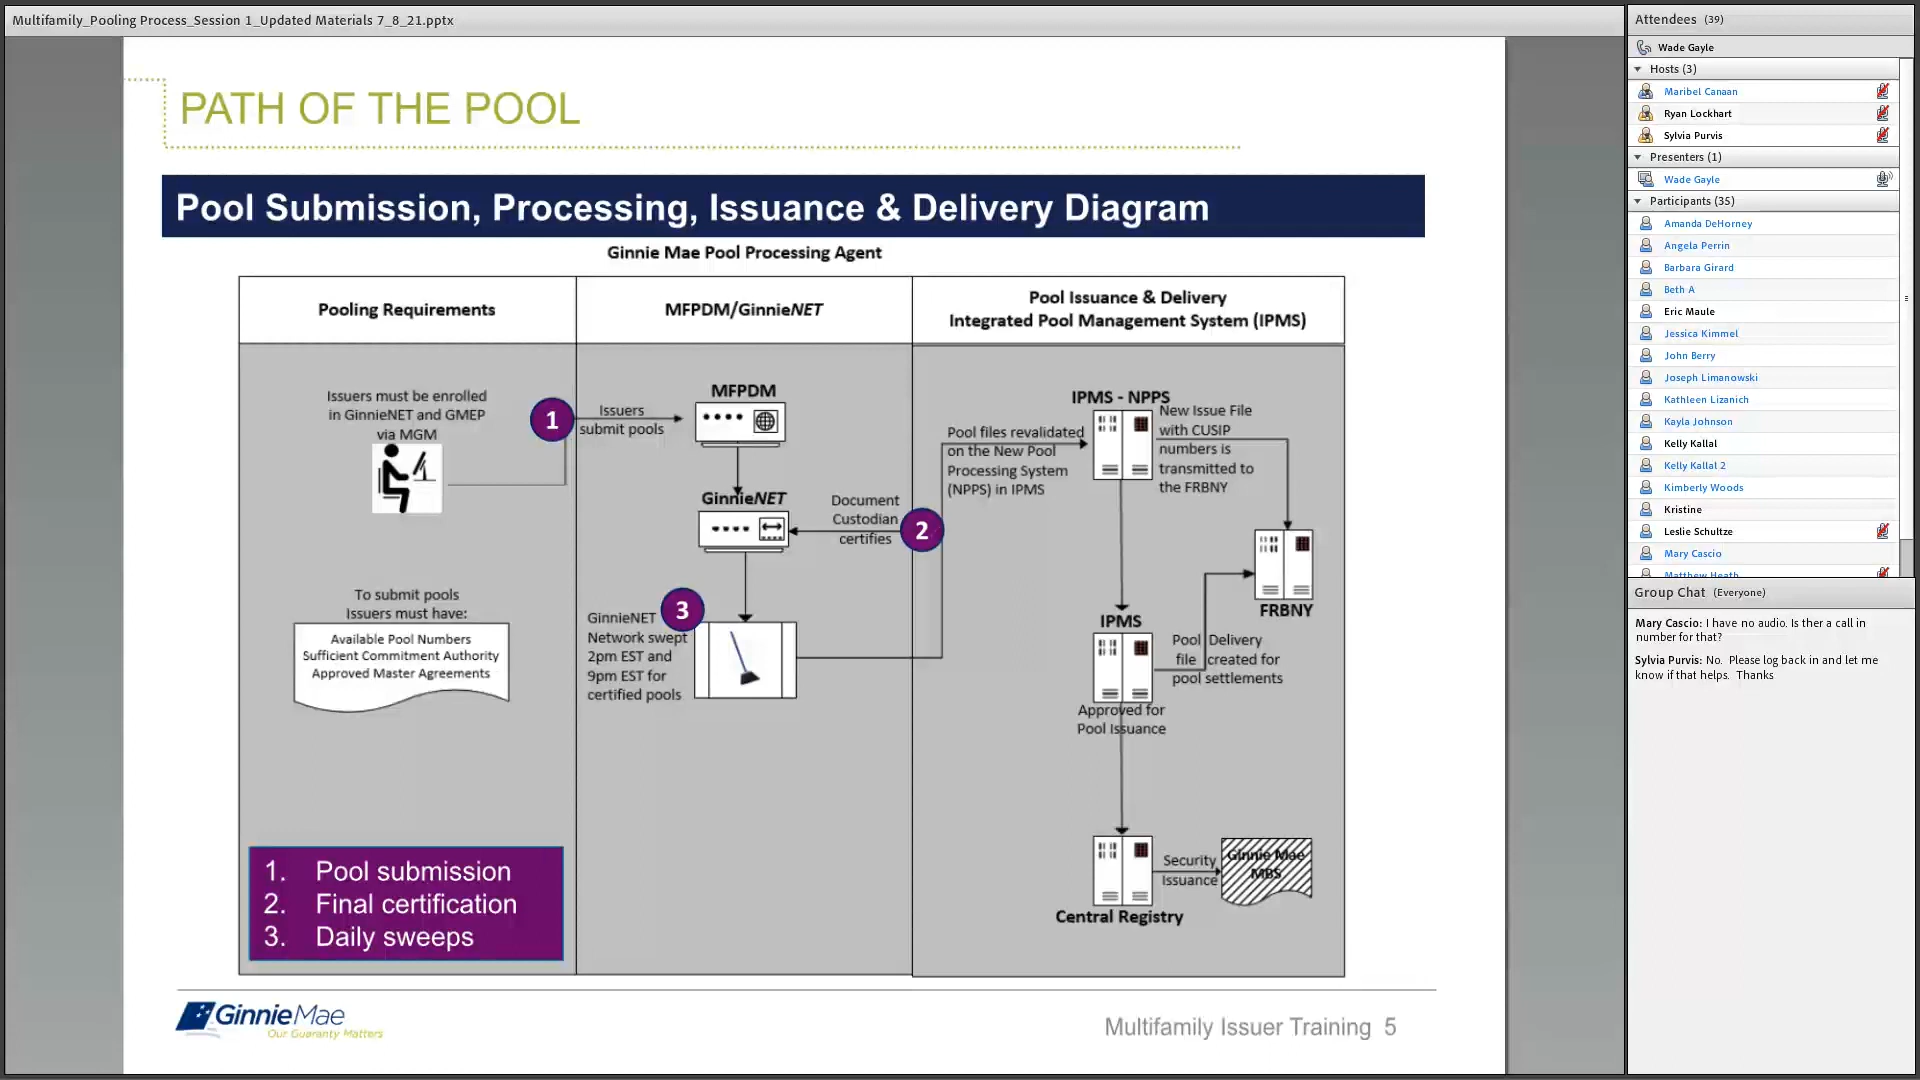 Multifamily_Pooling Process_Session 1_Updated Materials 7_8_21.pptx
PATH OF THE POOL
Pool Submission, Processing, Issuance & Delivery Diagram
Ginnie Mae Pool Processing Agent
Pooling Requirements
MFPDM/GinnieNET
Pool Issuance & Delivery
Integrated Pool Management System (IPMS)
Issuers must be enrolled
in GinnieNET and GMEP
via MGM
1
Issuers
submit pools
MFPDM
GinnieNET
Document
Custodian
certifies
2
To submit pools
Issuers must have:
Available Pool Numbers
Sufficient Commitment Authority
Approved Master Agreements
GinnieNET
Network swept
2pm EST and
9pm EST for
certified pools
3
Pool files revalidated
on the New Pool
Processing System
(NPPS) in IPMS
IPMS - NPPS
New Issue File
with CUSIP
numbers is
transmitted to
the FRBNY
FRBNY
IPMS
Pool Delivery
file created for
pool settlements
Approved for
Pool Issuance
Security
Issuance
Ginnie Mae
MBS
Central Registry
1. Pool submission
2. Final certification
3. Daily sweeps
GinnieMae
Our Guaranty Matters
Multifamily Issuer Training 5
Attendees (39)
Wade Gayle
Hosts (3)
Maribel Canaan
Ryan Lockhart
Sylvia Purvis
Presenters (1)
Wade Gayle
Participants (35)
Amanda DeHorney
Angela Perrin
Barbara Girard
Beth A
Eric Maule
Jessica Kimmel
John Berry
Joseph Limanowski
Kathleen Lizanich
Kayla Johnson
Kelly Kallal
Kelly Kallal 2
Kimberly Woods
Kristine
Leslie Schultze
Mary Cascio
Matthew Heath
Group Chat (Everyone)
Mary Cascio: I have no audio. Is ther a call in
number for that?
Sylvia Purvis: No. Please log back in and let me
know if that helps. Thanks